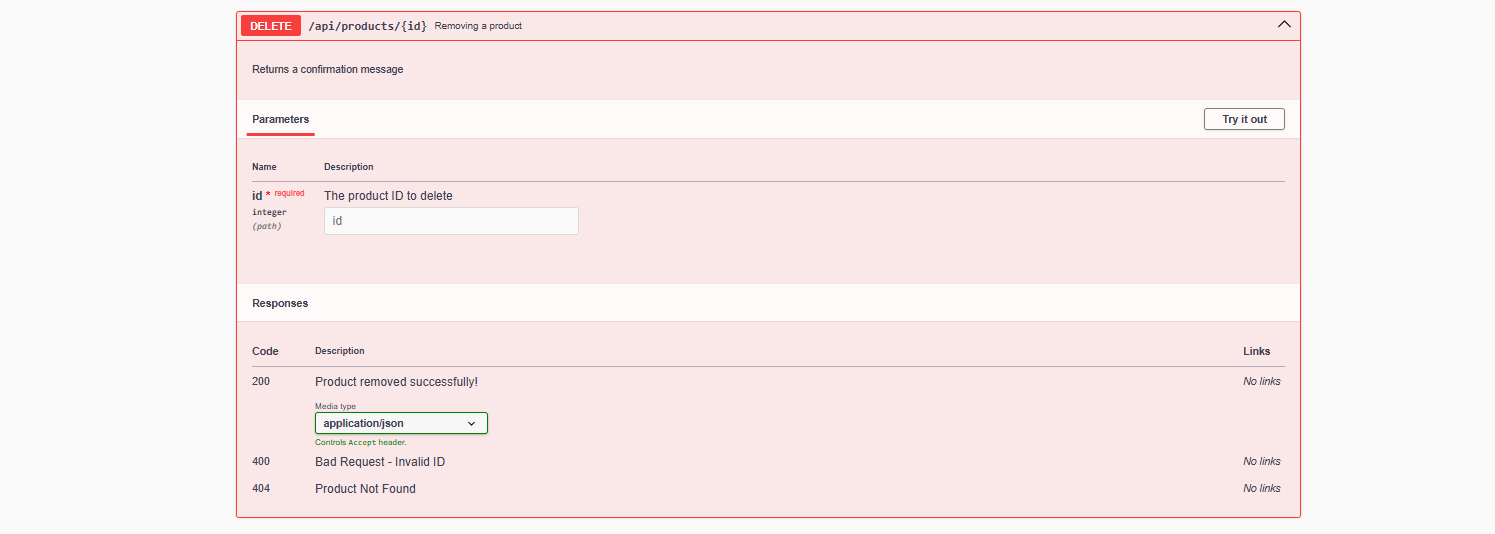 DELETE /api/products/{id} Removing a product
Returns a confirmation message
Parameters Try it out
Name Description
id * required The product ID to delete
integer
(path)
id
Responses
Code Description Links
200 Product removed successfully! No links
Media type
application/json
Controls Accept header.
400 Bad Request - Invalid ID No links
404 Product Not Found No links